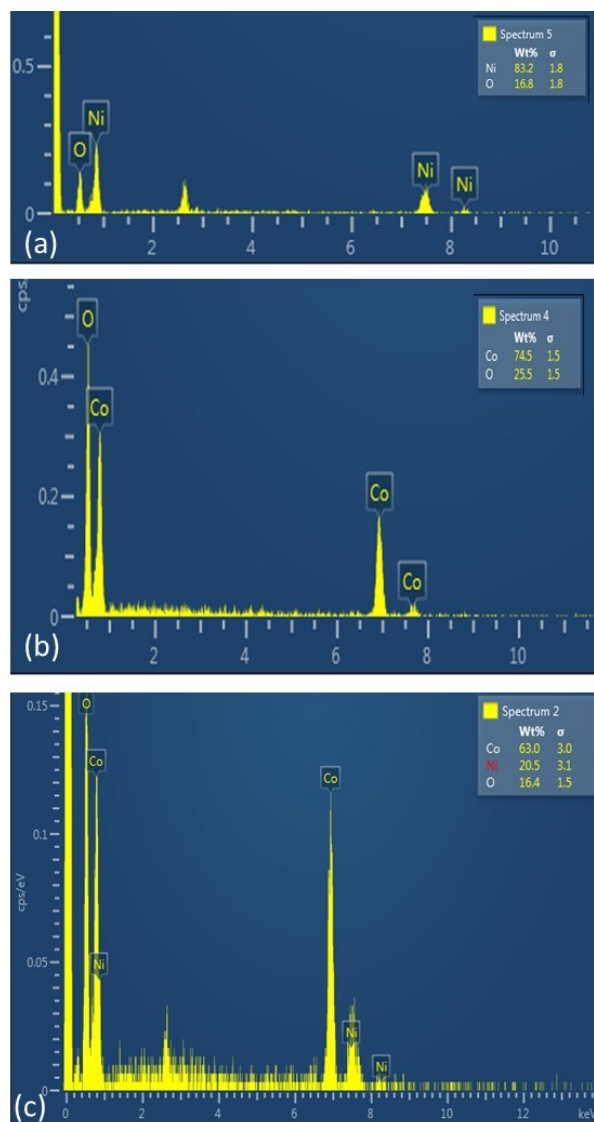 Spectrum 5
Wt% σ
Ni 83.2 1.8
O 16.8 1.8
0.5
Ni
O
Ni
Ni
0
2 4 6 8 10
(a)
cps
Spectrum 4
Wt% σ
Co 74.5 1.5
O 25.5 1.5
O
0.4
Co
0.2
Co
Co
0
2 4 6 8 10
(b)
Spectrum 2
Wt% σ
Co 63.0 3.0
Ni 20.5 3.1
O 16.4 1.5
0.15
O
Co
Co
0.1
cps/eV
0.05
Ni
Ni
Ni
0
0 2 4 6 8 10 12 keV
(c)